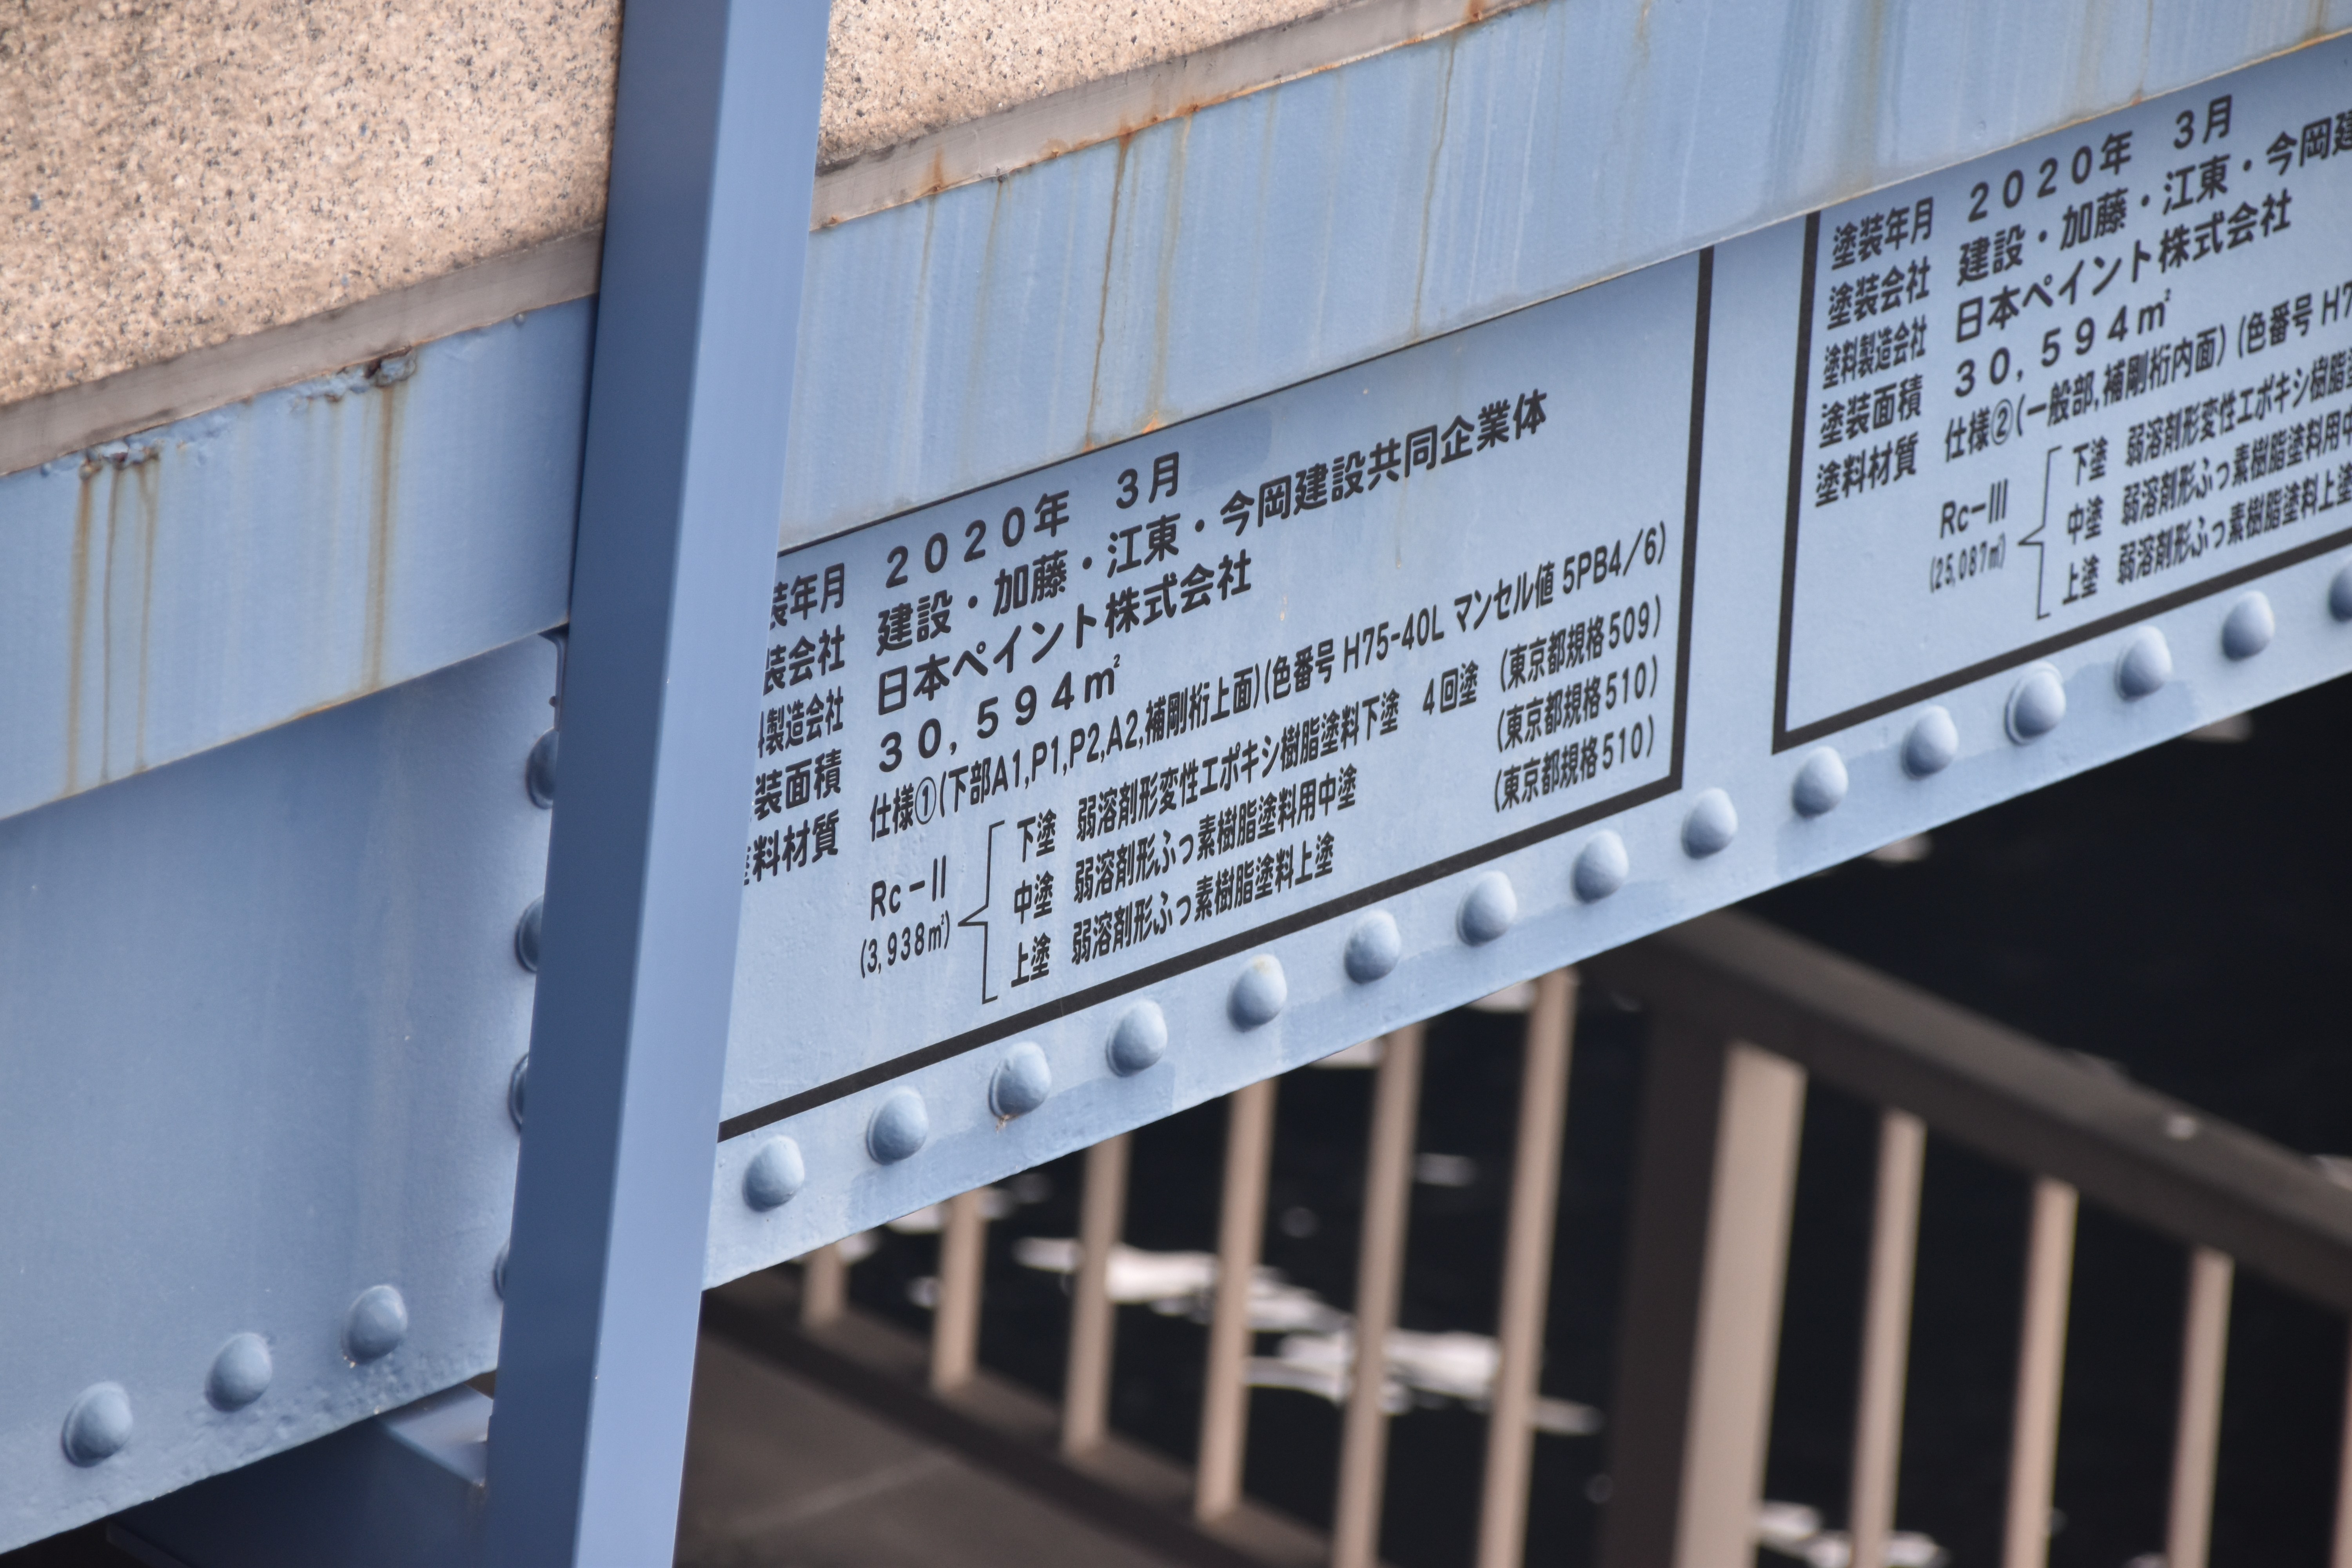 装年月 2020年 3月
装会社 建設・加藤・江東・今岡建設共同企業体
製造会社 日本ペイント株式会社
装面積 30,594㎡
料材質 仕様①(下部A1,P1,P2,A2,補剛桁上面)(色番号 H75-40L マンセル値 5PB4/6)
Rc-II
(3,938㎡)
下塗 弱溶剤形変性エポキシ樹脂塗料下塗 4回塗 (東京都規格509)
中塗 弱溶剤形ふっ素樹脂塗料用中塗 (東京都規格510)
上塗 弱溶剤形ふっ素樹脂塗料上塗 (東京都規格510)
塗装年月 2020年 3月
塗装会社 建設・加藤・江東・今岡建
塗料製造会社 日本ペイント株式会社
塗装面積 30,594㎡
塗料材質 仕様②(一般部,補剛桁内面)(色番号 H7
Rc-III
(25,087㎡)
下塗 弱溶剤形変性エポキシ樹脂
中塗 弱溶剤形ふっ素樹脂塗料用中
上塗 弱溶剤形ふっ素樹脂塗料上塗